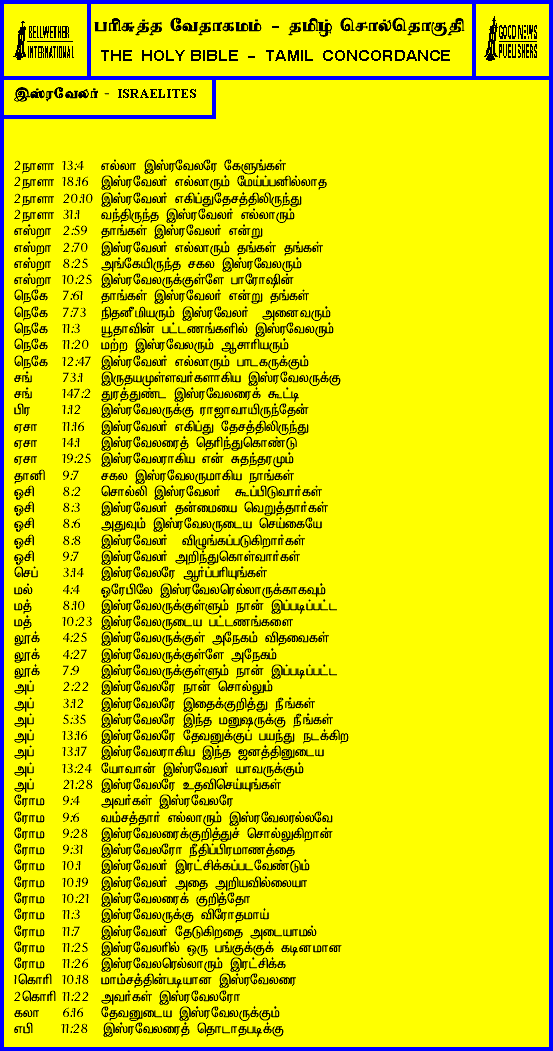 BELLWETHER
INTERNATIONAL
பரிசுத்த வேதாகமம் - தமிழ் சொல்தொகுதி
THE HOLY BIBLE - TAMIL CONCORDANCE
GOOD NEWS
PUBLISHERS
இஸ்ரவேலர் - ISRAELITES
2நாளா 13:4 எல்லா இஸ்ரவேலரே கேளுங்கள்
2நாளா 18:16 இஸ்ரவேலர் எல்லாரும் மேய்ப்பனில்லாத
2நாளா 20:10 இஸ்ரவேலர் எகிப்துதேசத்திலிருந்து
2நாளா 31:1 வந்திருந்த இஸ்ரவேலர் எல்லாரும்
எஸ்றா 2:59 தாங்கள் இஸ்ரவேலர் என்று
எஸ்றா 2:70 இஸ்ரவேலர் எல்லாரும் தங்கள் தங்கள்
எஸ்றா 8:25 அங்கேயிருந்த சகல இஸ்ரவேலரும்
எஸ்றா 10:25 இஸ்ரவேலருக்குள்ளே பாரோஷின்
நெகே 7:61 தாங்கள் இஸ்ரவேலர் என்று தங்கள்
நெகே 7:73 நிதனீமியரும் இஸ்ரவேலர் அனைவரும்
நெகே 11:3 யூதாவின் பட்டணங்களில் இஸ்ரவேலரும்
நெகே 11:20 மற்ற இஸ்ரவேலரும் ஆசாரியரும்
நெகே 12:47 இஸ்ரவேலர் எல்லாரும் பாடகருக்கும்
சங் 73:1 இருதயமுள்ளவர்களாகிய இஸ்ரவேலருக்கு
சங் 147:2 துரத்துண்ட இஸ்ரவேலரைக் கூட்டி
பிர 1:12 இஸ்ரவேலருக்கு ராஜாவாயிருந்தேன்
ஏசா 11:16 இஸ்ரவேலர் எகிப்து தேசத்திலிருந்து
ஏசா 14:1 இஸ்ரவேலரைத் தெரிந்துகொண்டு
ஏசா 19:25 இஸ்ரவேலராகிய என் சுதந்தரமும்
தானி 9:7 சகல இஸ்ரவேலருமாகிய நாங்கள்
ஓசி 8:2 சொல்லி இஸ்ரவேலர் கூப்பிடுவார்கள்
ஓசி 8:3 இஸ்ரவேலர் தன்மையை வெறுத்தார்கள்
ஓசி 8:6 அதுவும் இஸ்ரவேலருடைய செய்கையே
ஓசி 8:8 இஸ்ரவேலர் விழுங்கப்படுகிறார்கள்
ஓசி 9:7 இஸ்ரவேலர் அறிந்துகொள்வார்கள்
செப் 3:14 இஸ்ரவேலரே ஆர்ப்பரியுங்கள்
மல் 4:4 ஓரேபிலே இஸ்ரவேலரெல்லாருக்காகவும்
மத் 8:10 இஸ்ரவேலருக்குள்ளும் நான் இப்படிப்பட்ட
மத் 10:23 இஸ்ரவேலருடைய பட்டணங்களை
லூக் 4:25 இஸ்ரவேலருக்குள் அநேகம் விதவைகள்
லூக் 4:27 இஸ்ரவேலருக்குள்ளே அநேகம்
லூக் 7:9 இஸ்ரவேலருக்குள்ளும் நான் இப்படிப்பட்ட
அப் 2:22 இஸ்ரவேலரே நான் சொல்லும்
அப் 3:12 இஸ்ரவேலரே இதைக்குறித்து நீங்கள்
அப் 5:35 இஸ்ரவேலரே இந்த மனுஷருக்கு நீங்கள்
அப் 13:16 இஸ்ரவேலரே தேவனுக்குப் பயந்து நடக்கிற
அப் 13:17 இஸ்ரவேலராகிய இந்த ஜனத்தினுடைய
அப் 13:24 யோவான் இஸ்ரவேலர் யாவருக்கும்
அப் 21:28 இஸ்ரவேலரே உதவிசெய்யுங்கள்
ரோம 9:4 அவர்கள் இஸ்ரவேலரே
ரோம 9:6 வம்சத்தார் எல்லாரும் இஸ்ரவேலரல்லவே
ரோம 9:28 இஸ்ரவேலரைக்குறித்துச் சொல்லுகிறான்
ரோம 9:31 இஸ்ரவேலரோ நீதிப்பிரமாணத்தை
ரோம 10:1 இஸ்ரவேலர் இரட்சிக்கப்படவேண்டும்
ரோம 10:19 இஸ்ரவேலர் அதை அறியவில்லையா
ரோம 10:21 இஸ்ரவேலரைக் குறித்தோ
ரோம 11:3 இஸ்ரவேலருக்கு விரோதமாய்
ரோம 11:7 இஸ்ரவேலர் தேடுகிறதை அடையாமல்
ரோம 11:25 இஸ்ரவேலரில் ஒரு பங்குக்குக் கடினமான
ரோம 11:26 இஸ்ரவேலரெல்லாரும் இரட்சிக்க
1கொரி 10:18 மாம்சத்தின்படியான இஸ்ரவேலரை
2கொரி 11:22 அவர்கள் இஸ்ரவேலரோ
கலா 6:16 தேவனுடைய இஸ்ரவேலருக்கும்
எபி 11:28 இஸ்ரவேலரைத் தொடாதபடிக்கு